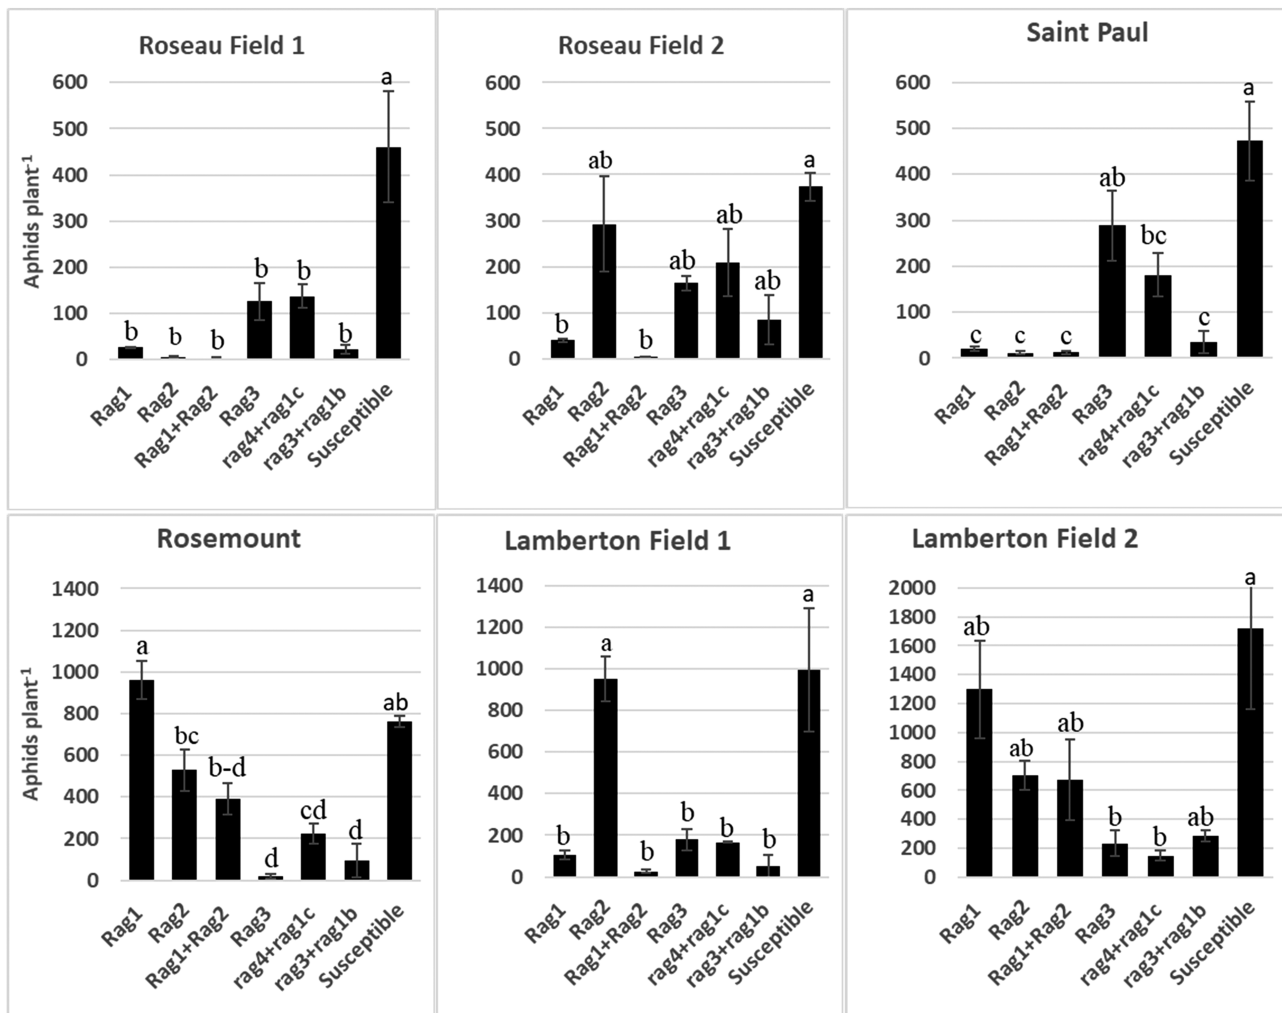 Roseau Field 1
Aphids plant-1
600
500
400
300
200
100
0
b
b
b
b
b
b
a
Rag1
Rag2
Rag1+Rag2
Rag3
rag4+rag1c
rag3+rag1b
Susceptible
Roseau Field 2
600
500
400
300
200
100
0
b
ab
b
ab
ab
ab
a
Rag1
Rag2
Rag1+Rag2
Rag3
rag4+rag1c
rag3+rag1b
Susceptible
Saint Paul
600
500
400
300
200
100
0
c
c
c
ab
bc
c
a
Rag1
Rag2
Rag1+Rag2
Rag3
rag4+rag1c
rag3+rag1b
Susceptible
Rosemount
Aphids plant-1
1400
1200
1000
800
600
400
200
0
a
bc
b-d
d
cd
d
ab
Rag1
Rag2
Rag1+Rag2
Rag3
rag4+rag1c
rag3+rag1b
Susceptible
Lamberton Field 1
1400
1200
1000
800
600
400
200
0
b
a
b
b
b
b
a
Rag1
Rag2
Rag1+Rag2
Rag3
rag4+rag1c
rag3+rag1b
Susceptible
Lamberton Field 2
2000
1800
1600
1400
1200
1000
800
600
400
200
0
ab
ab
ab
b
b
ab
a
Rag1
Rag2
Rag1+Rag2
Rag3
rag4+rag1c
rag3+rag1b
Susceptible